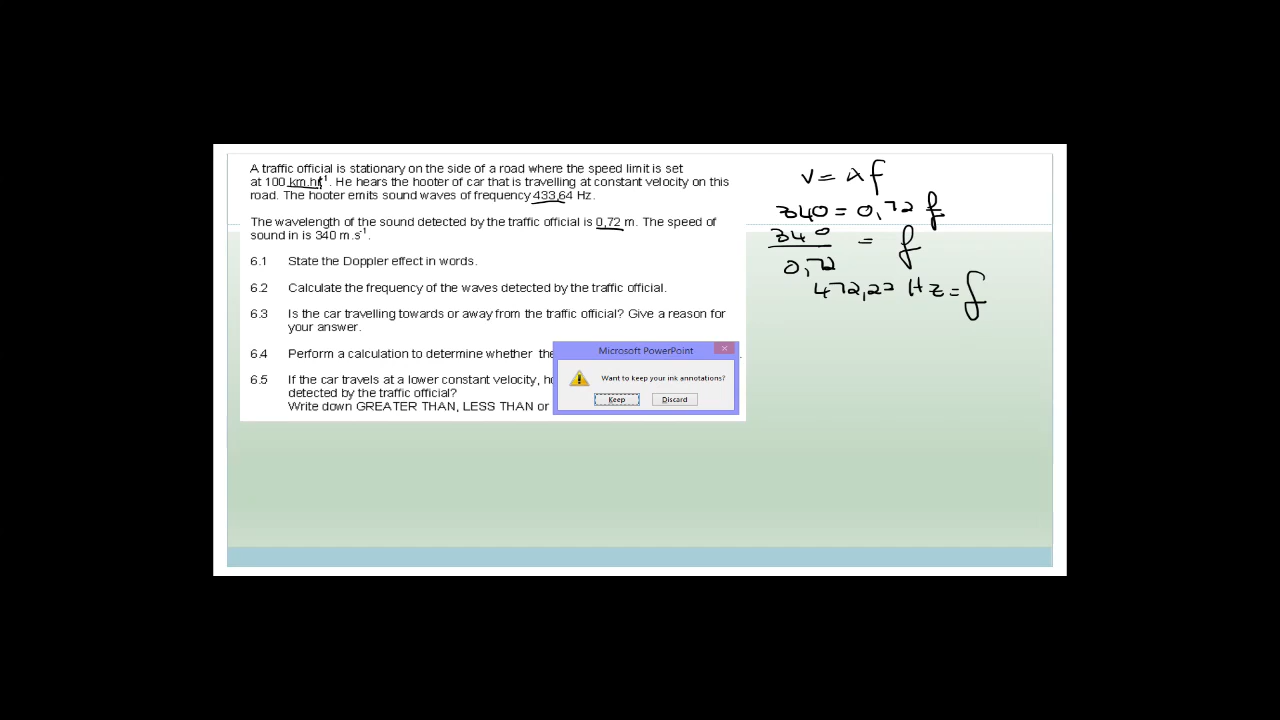 A traffic official is stationary on the side of a road where the speed limit is set
at 100 km.hr-1. He hears the hooter of car that is travelling at constant velocity on this
road. The hooter emits sound waves of frequency 433,64 Hz.
The wavelength of the sound detected by the traffic official is 0,72 m. The speed of
sound in is 340 m.s-1.
6.1 State the Doppler effect in words.
6.2 Calculate the frequency of the waves detected by the traffic official.
6.3 Is the car travelling towards or away from the traffic official? Give a reason for
your answer.
6.4 Perform a calculation to determine whether the
6.5 If the car travels at a lower constant velocity,
detected by the traffic official?
Write down GREATER THAN, LESS THAN or
Microsoft PowerPoint
Want to keep your ink annotations?
Keep Discard
v = λf
340 = 0,72 f
340
0,72 = f
472,22 Hz = f